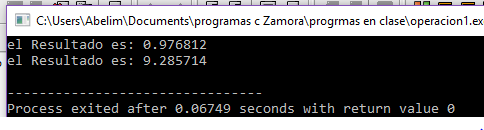 C:\Users\Abelim\Documents\programas c Zamora\progrmas en clase\operacion1.ex
el Resultado es: 0.976812
el Resultado es: 9.285714
--------------------------------
Process exited after 0.06749 seconds with return value 0